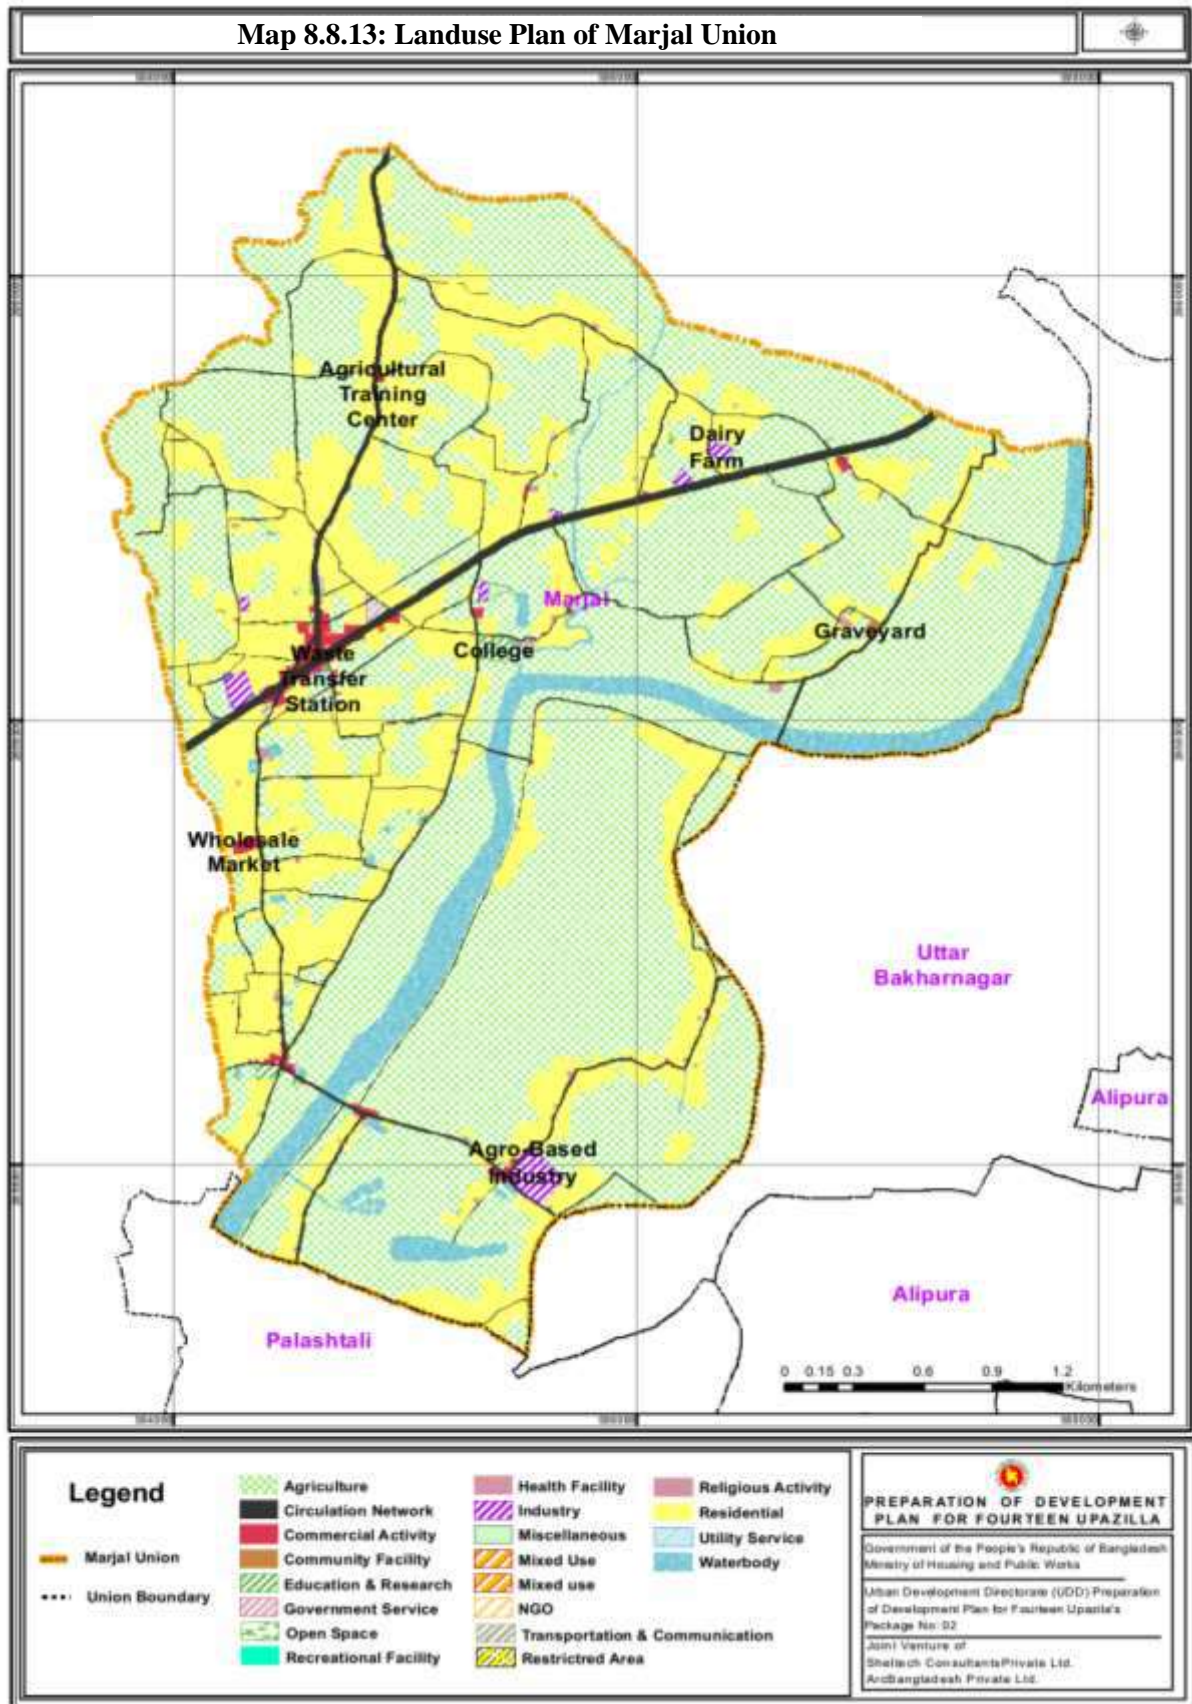 Map 8.8.13: Landuse Plan of Marjal Union
Agricultural
Training
Center
Dairy
Farm
Marjal
Graveyard
College
Waste
Transfer
Station
Wholesale
Market
Uttar
Bakharnagar
Alipura
Agro-Based
Industry
Alipura
Palashtali
0 0.15 0.3 0.6 0.9 1.2
Kilometers
Legend
Marjal Union
Union Boundary
Agriculture
Circulation Network
Commercial Activity
Community Facility
Education & Research
Government Service
Open Space
Recreational Facility
Health Facility
Industry
Miscellaneous
Mixed Use
Mixed use
NGO
Transportation & Communication
Restrictred Area
Religious Activity
Residential
Utility Service
Waterbody
PREPARATION OF DEVELOPMENT
PLAN FOR FOURTEEN UPAZILLA
Government of the People's Republic of Bangladesh
Ministry of Housing and Public Works
Urban Development Directorate (UDD) Preparation
of Development Plan for Fourteen Upazila's
Package No: 02
Joint Venture of
Sheltech ConsultantsPrivate Ltd.
ArcBangladesh Private Ltd.